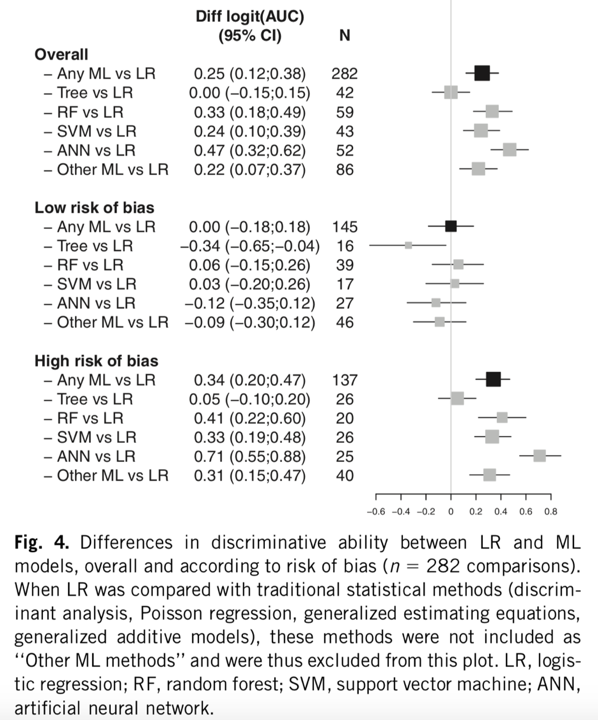 Diff logit(AUC)
(95% CI) N
Overall
– Any ML vs LR 0.25 (0.12;0.38) 282
– Tree vs LR 0.00 (−0.15;0.15) 42
– RF vs LR 0.33 (0.18;0.49) 59
– SVM vs LR 0.24 (0.10;0.39) 43
– ANN vs LR 0.47 (0.32;0.62) 52
– Other ML vs LR 0.22 (0.07;0.37) 86
Low risk of bias
– Any ML vs LR 0.00 (−0.18;0.18) 145
– Tree vs LR −0.34 (−0.65;−0.04) 16
– RF vs LR 0.06 (−0.15;0.26) 39
– SVM vs LR 0.03 (−0.20;0.26) 17
– ANN vs LR −0.12 (−0.35;0.12) 27
– Other ML vs LR −0.09 (−0.30;0.12) 46
High risk of bias
– Any ML vs LR 0.34 (0.20;0.47) 137
– Tree vs LR 0.05 (−0.10;0.20) 26
– RF vs LR 0.41 (0.22;0.60) 20
– SVM vs LR 0.33 (0.19;0.48) 26
– ANN vs LR 0.71 (0.55;0.88) 25
– Other ML vs LR 0.31 (0.15;0.47) 40
−0.6 −0.4 −0.2 0 0.2 0.4 0.6 0.8
Fig. 4. Differences in discriminative ability between LR and ML
models, overall and according to risk of bias (n = 282 comparisons).
When LR was compared with traditional statistical methods (discrim-
inant analysis, Poisson regression, generalized estimating equations,
generalized additive models), these methods were not included as
‘‘Other ML methods’’ and were thus excluded from this plot. LR, logis-
tic regression; RF, random forest; SVM, support vector machine; ANN,
artificial neural network.